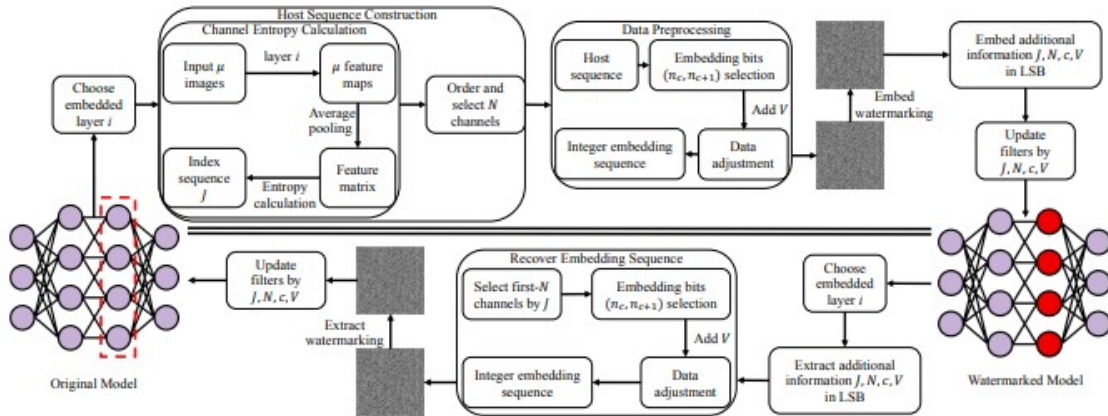 Host Sequence Construction
Channel Entropy Calculation
Choose
embedded
layer i
Input μ
images
layer i
μ feature
maps
Average
pooling
Feature
matrix
Entropy
calculation
Index
sequence
J
Order and
select N
channels
Data Preprocessing
Host
sequence
Embedding bits
(n_c, n_{c+1}) selection
Add V
Data
adjustment
Integer embedding
sequence
Embed
watermarking
Embed additional
information J, N, c, V
in LSB
Update
filters by
J, N, c, V
Original Model
Watermarked Model
Choose
embedded
layer i
Extract additional
information J, N, c, V
in LSB
Recover Embedding Sequence
Select first-N
channels by J
Embedding bits
(n_c, n_{c+1}) selection
Add V
Data
adjustment
Integer embedding
sequence
Extract
watermarking
Update
filters by
J, N, c, V